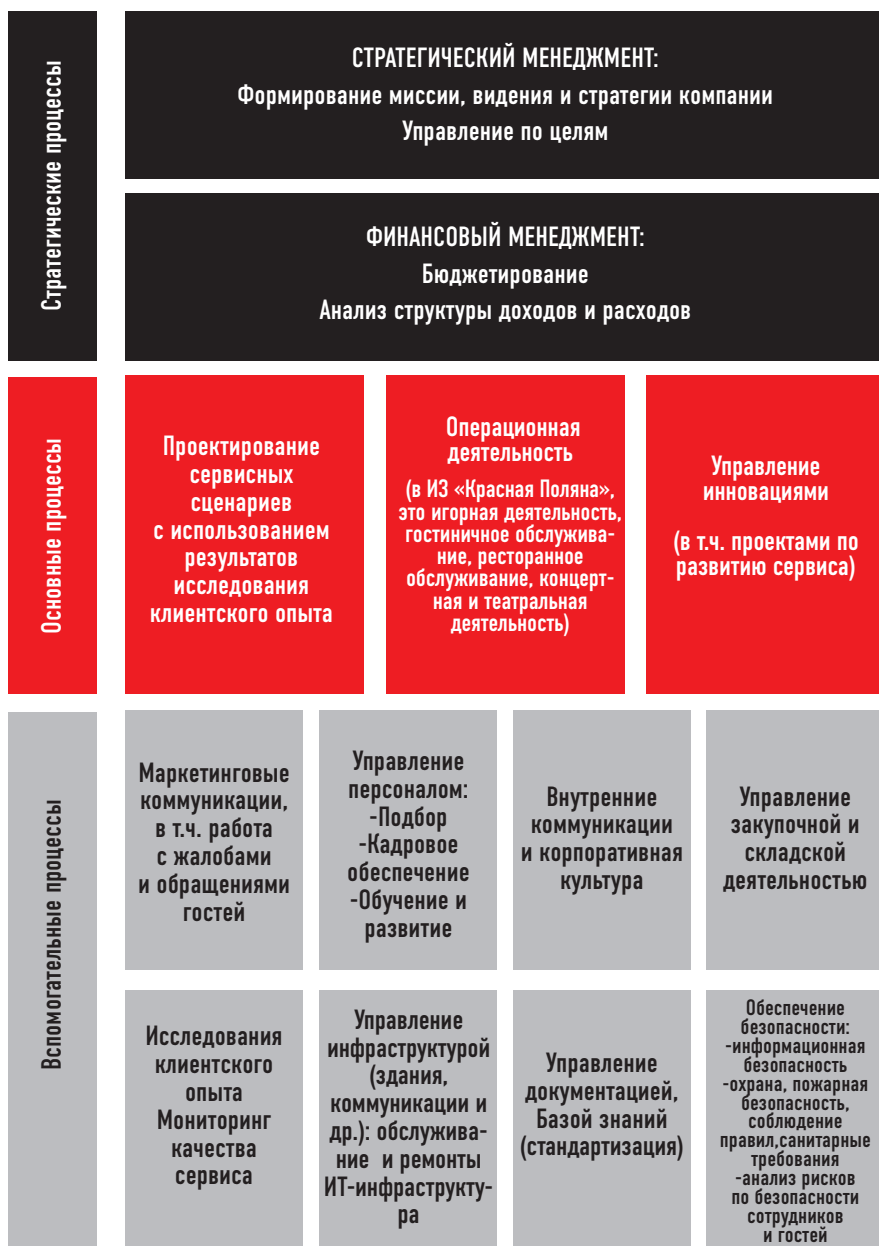 Стратегические процессы
СТРАТЕГИЧЕСКИЙ МЕНЕДЖМЕНТ:
Формирование миссии, видения и стратегии компании
Управление по целям
ФИНАНСОВЫЙ МЕНЕДЖМЕНТ:
Бюджетирование
Анализ структуры доходов и расходов
Основные процессы
Проектирование
сервисных
сценариев
с использованием
результатов
исследования
клиентского опыта
Операционная
деятельность
(в ИЗ «Красная Поляна»,
это игорная деятельность,
гостиничное обслужива-
ние, ресторанное
обслуживание, концерт-
ная и театральная
деятельность)
Управление
инновациями
(в т.ч. проектами по
развитию сервиса)
Вспомогательные процессы
Маркетинговые
коммуникации,
в т.ч. работа
с жалобами
и обращениями
гостей
Управление
персоналом:
-Подбор
-Кадровое
обеспечение
-Обучение и
развитие
Внутренние
коммуникации
и корпоративная
культура
Управление
закупочной и
складской
деятельностью
Исследования
клиентского
опыта
Мониторинг
качества
сервиса
Управление
инфраструктурой
(здания,
коммуникации и
др.): обслужива-
ние и ремонты
ИТ-инфраструкту-
ра
Управление
документацией,
Базой знаний
(стандартизация)
Обеспечение
безопасности:
-информационная
безопасность
-охрана, пожарная
безопасность,
соблюдение
правил,санитарные
требования
-анализ рисков
по безопасности
сотрудников
и гостей